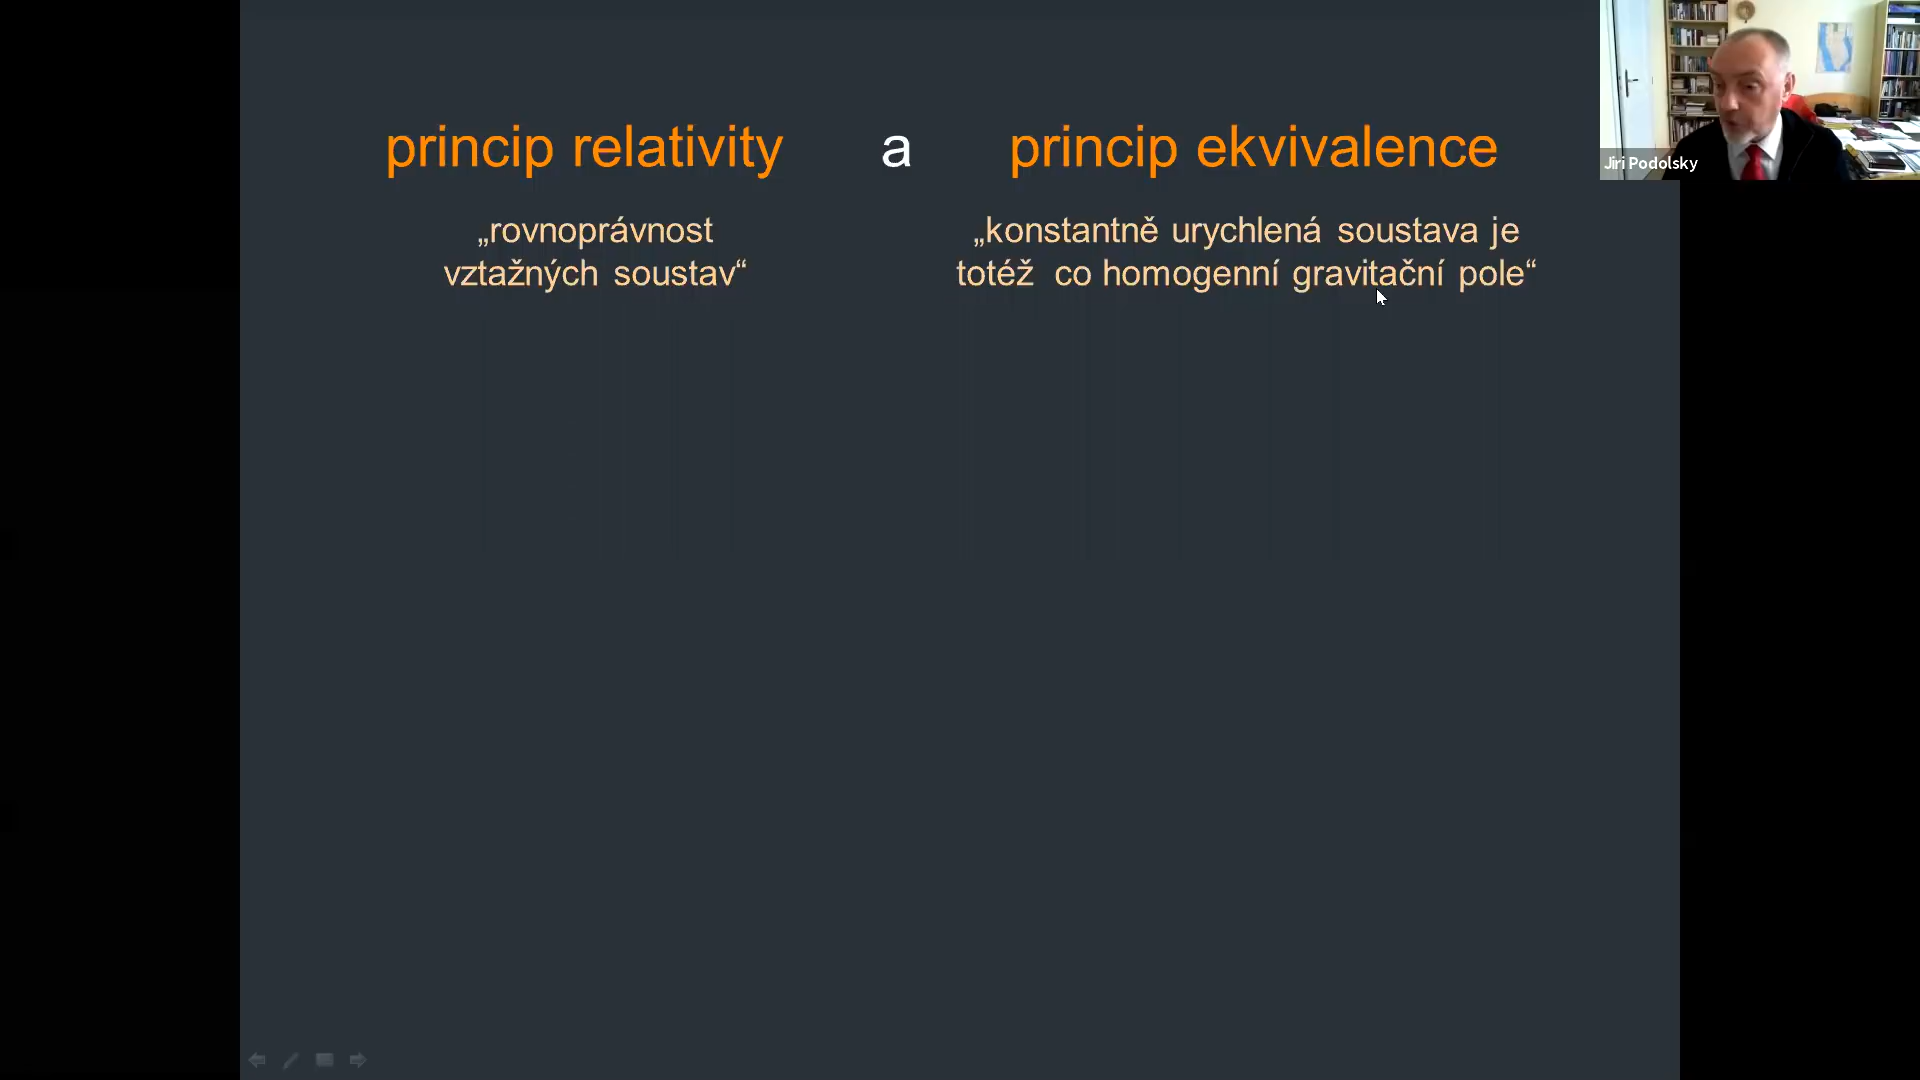 princip relativity a princip ekvivalence
„rovnoprávnost
vztažných soustav“
„konstantně urychlená soustava je
totéž co homogenní gravitační pole“
Jiri Podolsky